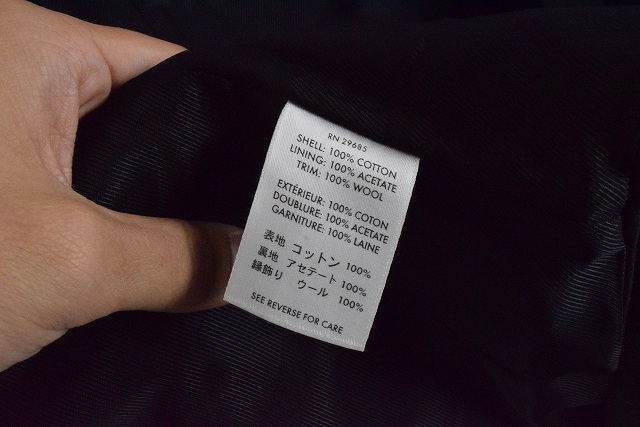 RN 29685
SHELL: 100% COTTON
LINING: 100% ACETATE
TRIM: 100% WOOL
EXTÉRIEUR: 100% COTON
DOUBLURE: 100% ACETATE
GARNITURE: 100% LAINE
表地 コットン 100%
裏地 アセテート 100%
縁飾り ウール 100%
SEE REVERSE FOR CARE